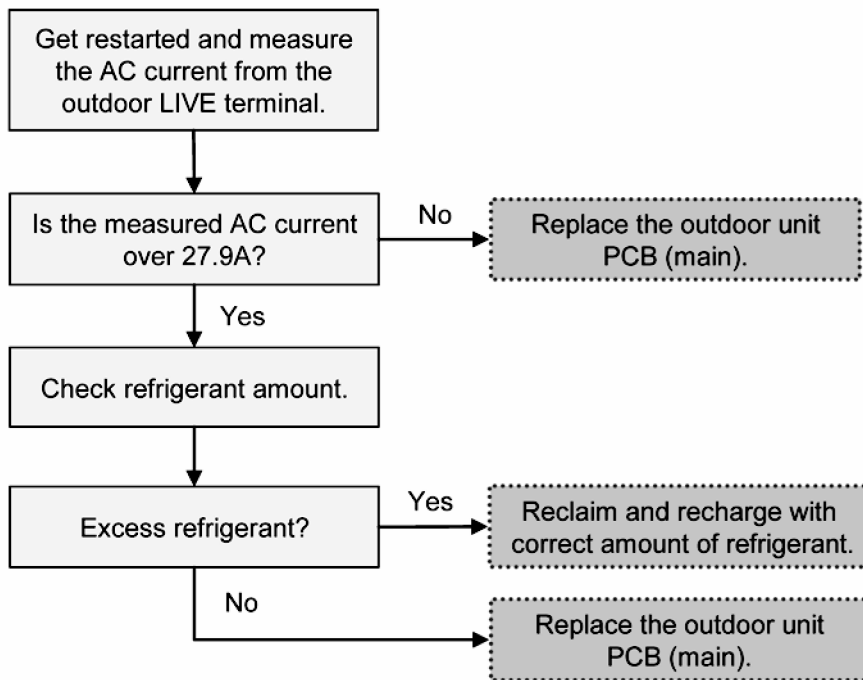 Get restarted and measure
the AC current from the
outdoor LIVE terminal.
Is the measured AC current
over 27.9A?
No
Replace the outdoor unit
PCB (main).
Yes
Check refrigerant amount.
Excess refrigerant?
Yes
Reclaim and recharge with
correct amount of refrigerant.
No
Replace the outdoor unit
PCB (main).